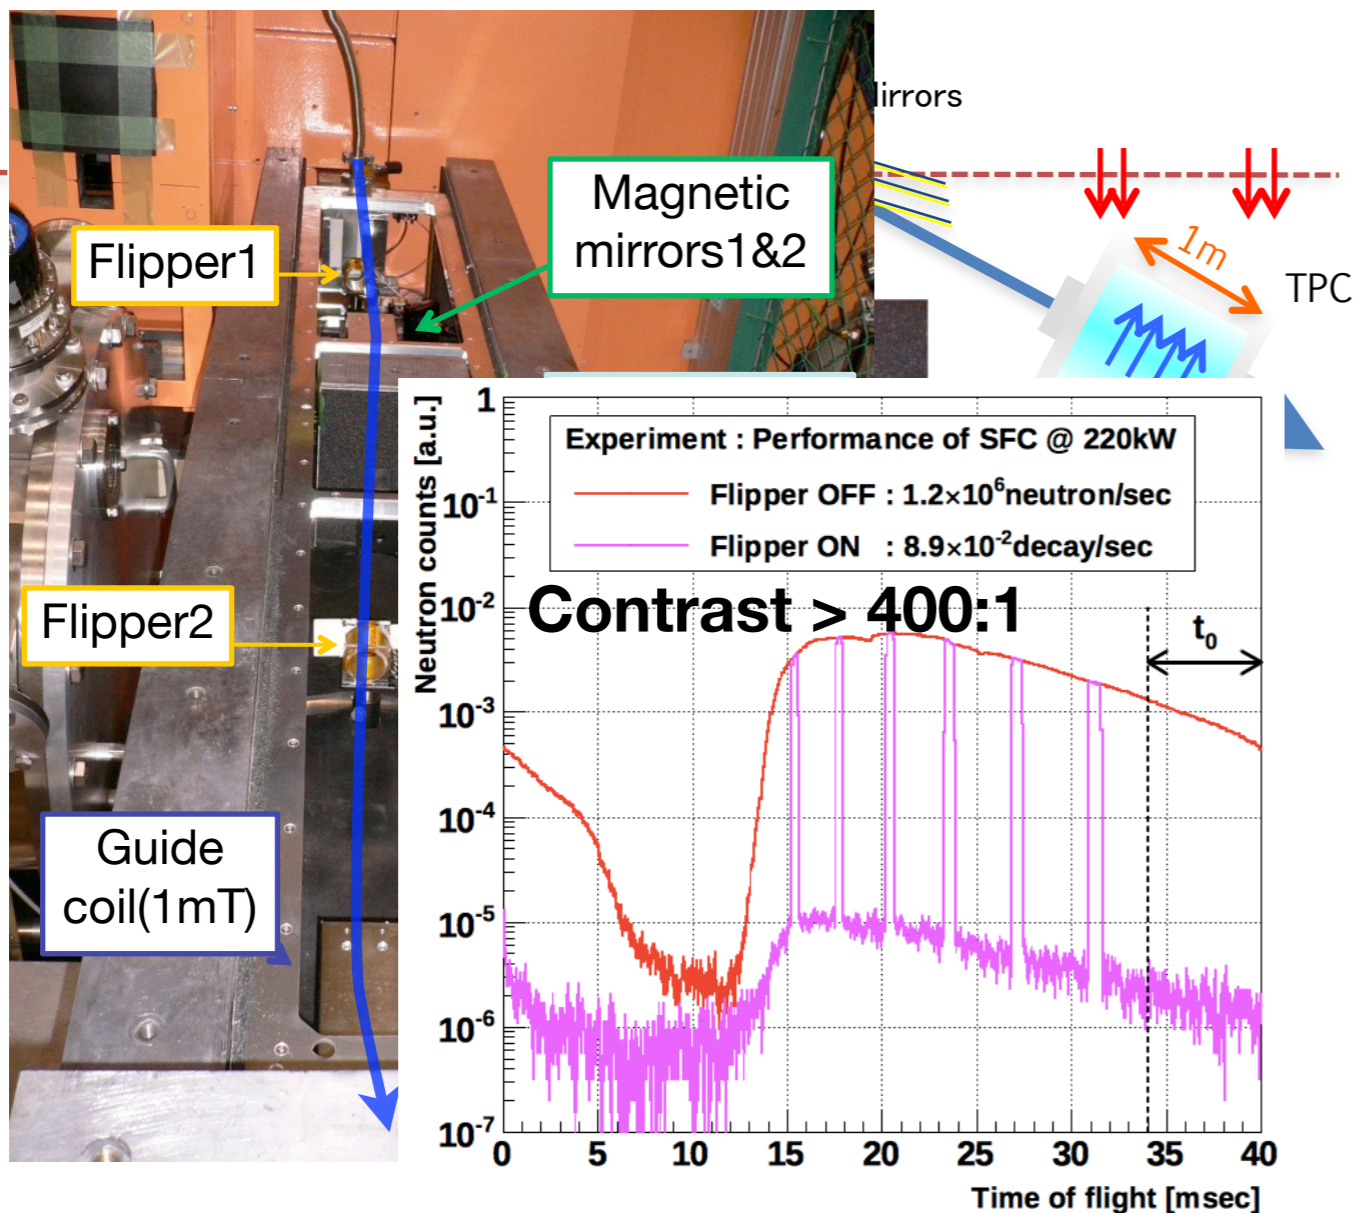 irrors
Magnetic
mirrors1&2
Flipper1
1m
TPC
Flipper2
Guide
coil(1mT)
Neutron counts [a.u.]
1
10-1
10-2
10-3
10-4
10-5
10-6
10-7
Experiment : Performance of SFC @ 220kW
Flipper OFF : 1.2×10⁶neutron/sec
Flipper ON : 8.9×10⁻²decay/sec
Contrast > 400:1
t₀
0 5 10 15 20 25 30 35 40
Time of flight [msec]